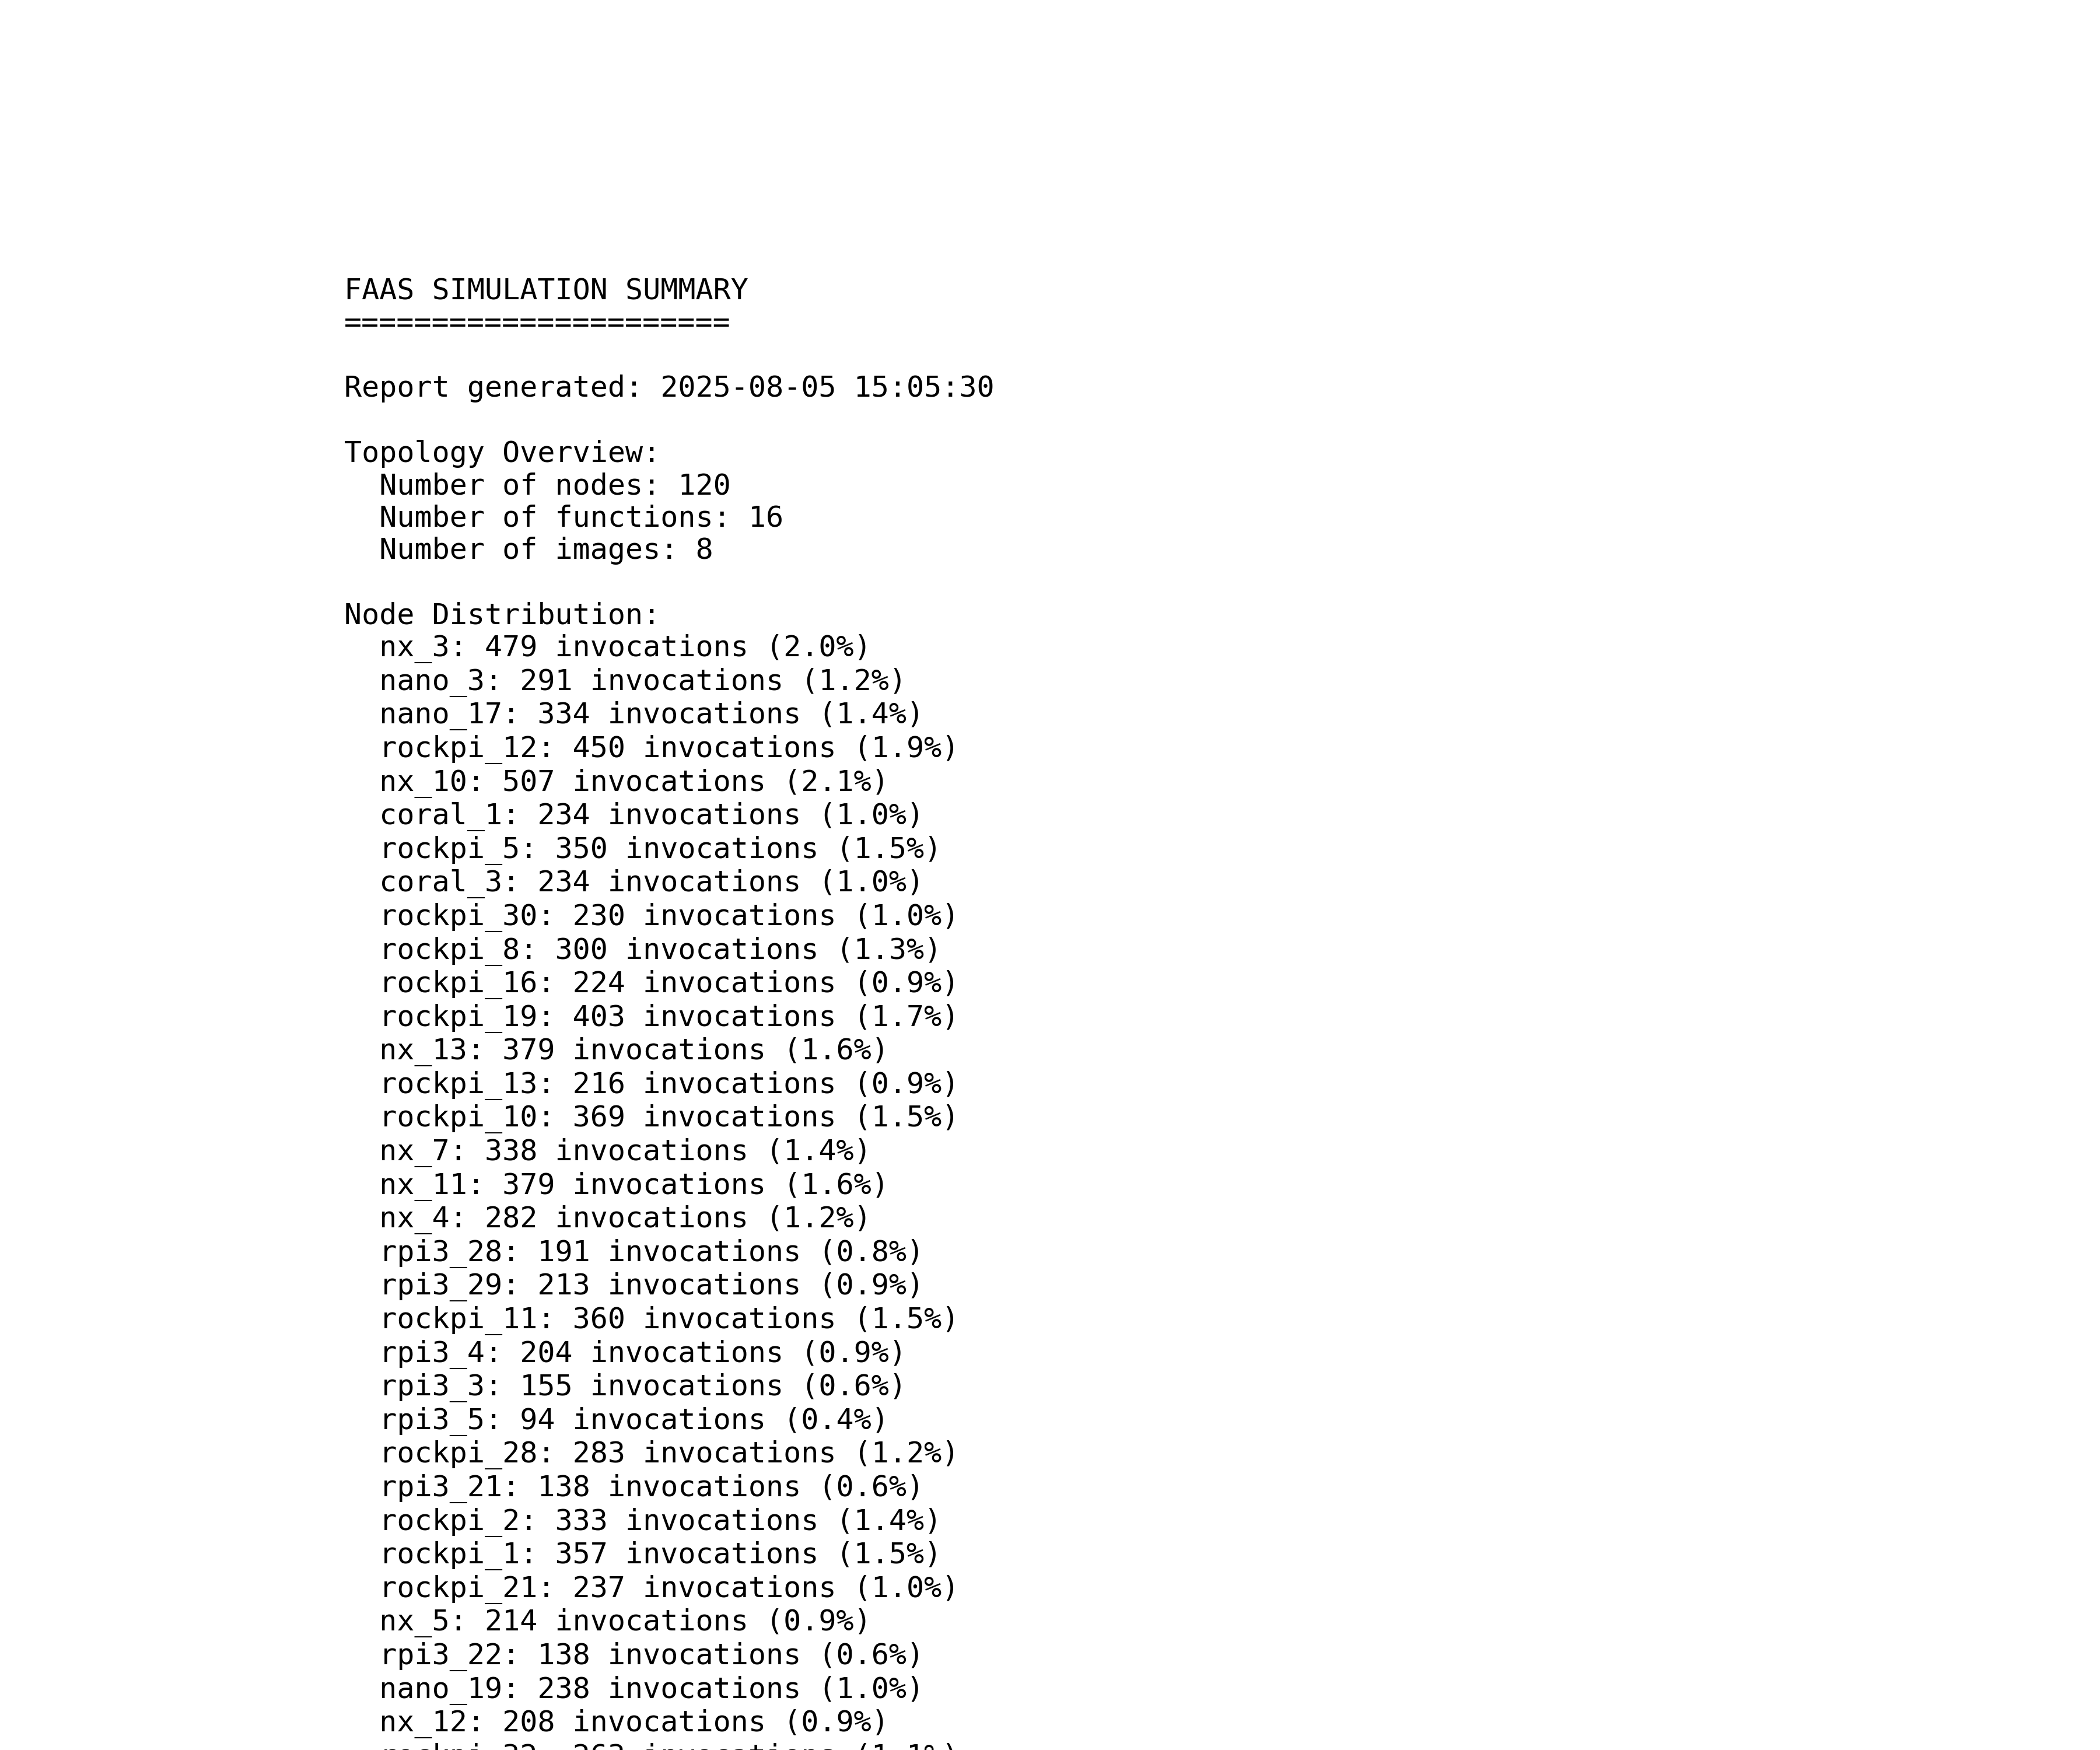 FAAS SIMULATION SUMMARY
======================
Report generated: 2025-08-05 15:05:30
Topology Overview:
  Number of nodes: 120
  Number of functions: 16
  Number of images: 8
Node Distribution:
  nx_3: 479 invocations (2.0%)
  nano_3: 291 invocations (1.2%)
  nano_17: 334 invocations (1.4%)
  rockpi_12: 450 invocations (1.9%)
  nx_10: 507 invocations (2.1%)
  coral_1: 234 invocations (1.0%)
  rockpi_5: 350 invocations (1.5%)
  coral_3: 234 invocations (1.0%)
  rockpi_30: 230 invocations (1.0%)
  rockpi_8: 300 invocations (1.3%)
  rockpi_16: 224 invocations (0.9%)
  rockpi_19: 403 invocations (1.7%)
  nx_13: 379 invocations (1.6%)
  rockpi_13: 216 invocations (0.9%)
  rockpi_10: 369 invocations (1.5%)
  nx_7: 338 invocations (1.4%)
  nx_11: 379 invocations (1.6%)
  nx_4: 282 invocations (1.2%)
  rpi3_28: 191 invocations (0.8%)
  rpi3_29: 213 invocations (0.9%)
  rockpi_11: 360 invocations (1.5%)
  rpi3_4: 204 invocations (0.9%)
  rpi3_3: 155 invocations (0.6%)
  rpi3_5: 94 invocations (0.4%)
  rockpi_28: 283 invocations (1.2%)
  rpi3_21: 138 invocations (0.6%)
  rockpi_2: 333 invocations (1.4%)
  rockpi_1: 357 invocations (1.5%)
  rockpi_21: 237 invocations (1.0%)
  nx_5: 214 invocations (0.9%)
  rpi3_22: 138 invocations (0.6%)
  nano_19: 238 invocations (1.0%)
  nx_12: 208 invocations (0.9%)